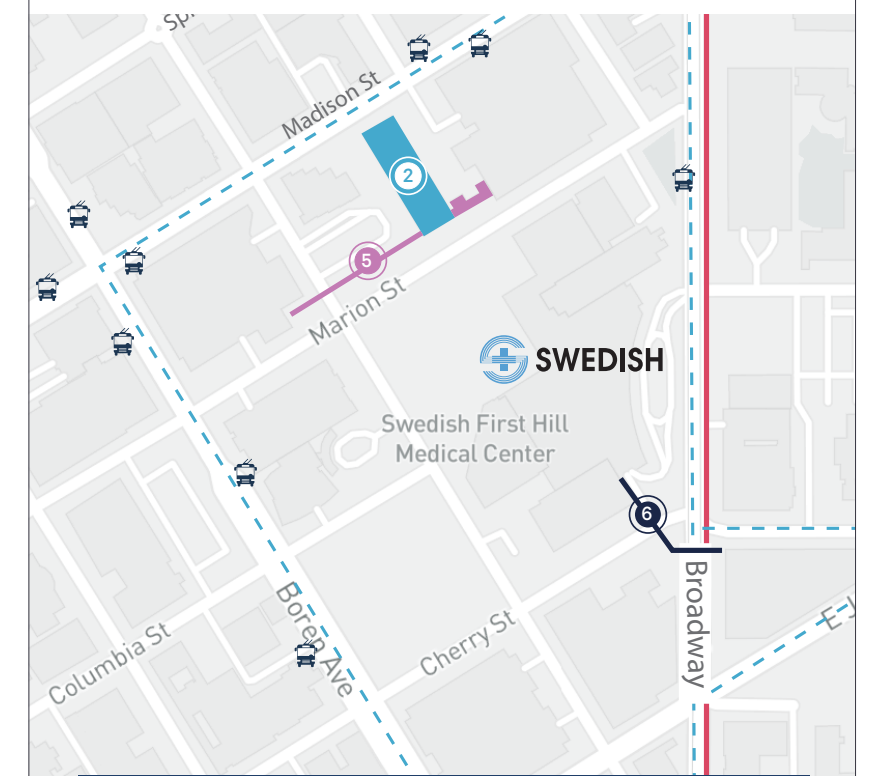 Madison St
2
5
Marion St
SWEDISH
Swedish First Hill
Medical Center
6
Broadway
Boren Ave
Cherry St
Columbia St